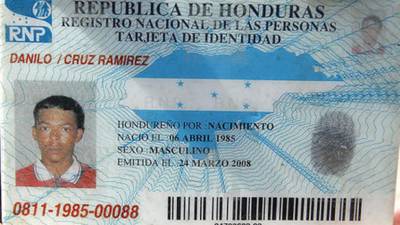 REPUBLICA DE HONDURAS
REGISTRO NACIONAL DE LAS PERSONAS
TARJETA DE IDENTIDAD
RNP
DANILO / CRUZ RAMIREZ
HONDUREÑO POR : NACIMIENTO
NACIO EL : 06 ABRIL 1985
SEXO : MASCULINO
EMITIDA EL : 24 MARZO 2008
0811-1985-00088